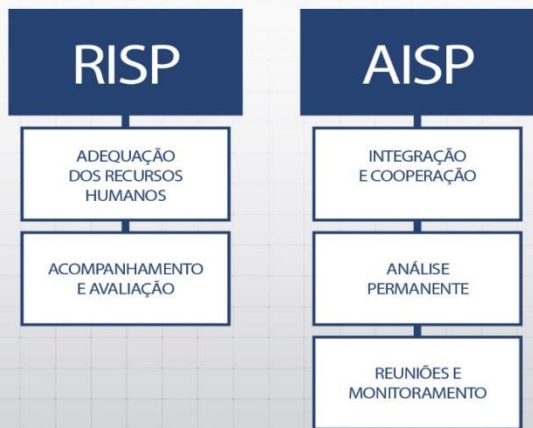 RISP
ADEQUAÇÃO
DOS RECURSOS
HUMANOS
ACOMPANHAMENTO
E AVALIAÇÃO
AISP
INTEGRAÇÃO
E COOPERAÇÃO
ANÁLISE
PERMANENTE
REUNIÕES E
MONITORAMENTO